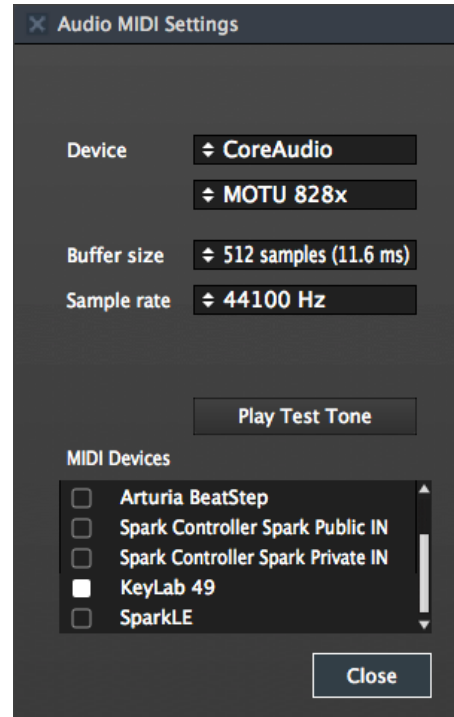 Audio MIDI Settings
Device
CoreAudio
MOTU 828x
Buffer size
512 samples (11.6 ms)
Sample rate
44100 Hz
Play Test Tone
MIDI Devices
Arturia BeatStep
Spark Controller Spark Public IN
Spark Controller Spark Private IN
KeyLab 49
SparkLE
Close